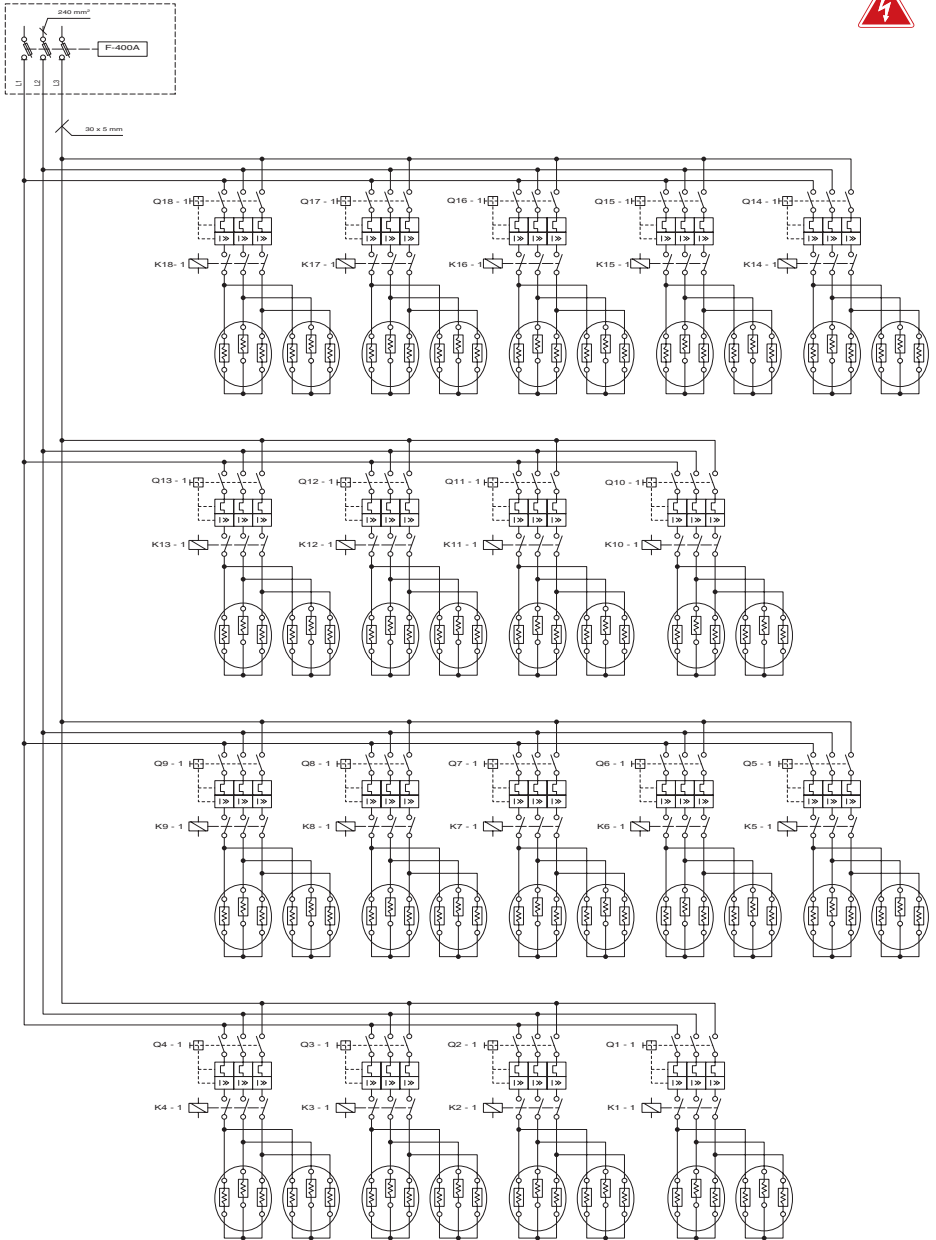 240 mm²
F-400A
L1 L2 L3
30 x 5 mm
Q18 - 1 Q17 - 1 Q16 - 1 Q15 - 1 Q14 - 1
I≫ I≫ I≫ I≫ I≫ I≫ I≫ I≫ I≫ I≫ I≫ I≫ I≫ I≫ I≫
K18- 1 K17 - 1 K16 - 1 K15 - 1 K14 - 1
Q13 - 1 Q12 - 1 Q11 - 1 Q10 - 1
I≫ I≫ I≫ I≫ I≫ I≫ I≫ I≫ I≫ I≫ I≫ I≫
K13 - 1 K12 - 1 K11 - 1 K10 - 1
Q9 - 1 Q8 - 1 Q7 - 1 Q6 - 1 Q5 - 1
I≫ I≫ I≫ I≫ I≫ I≫ I≫ I≫ I≫ I≫ I≫ I≫ I≫ I≫ I≫
K9 - 1 K8 - 1 K7 - 1 K6 - 1 K5 - 1
Q4 - 1 Q3 - 1 Q2 - 1 Q1 - 1
I≫ I≫ I≫ I≫ I≫ I≫ I≫ I≫ I≫ I≫ I≫ I≫
K4 - 1 K3 - 1 K2 - 1 K1 - 1